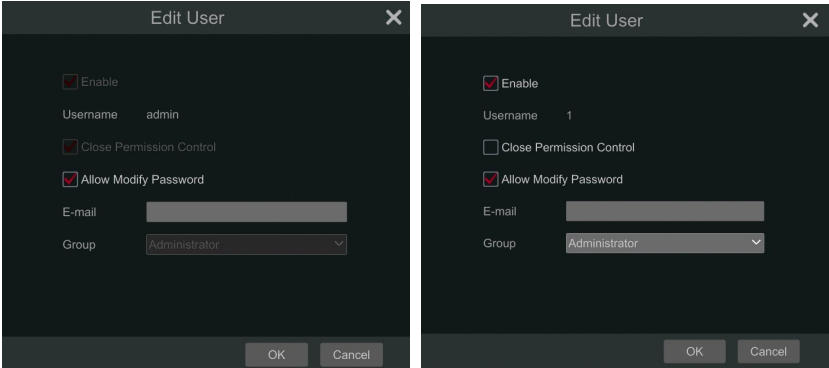 Edit User
Enable
Username admin
Close Permission Control
Allow Modify Password
E-mail
Group Administrator
OK Cancel
Edit User
Enable
Username 1
Close Permission Control
Allow Modify Password
E-mail
Group Administrator
OK Cancel